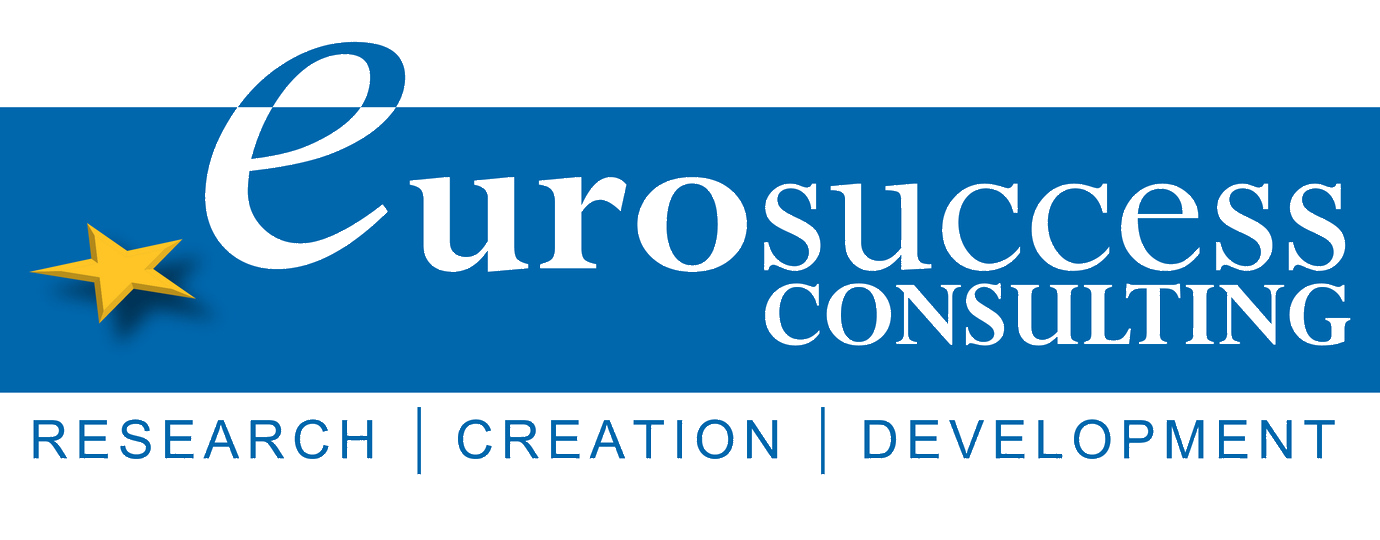 eurosuccess
CONSULTING
RESEARCH | CREATION | DEVELOPMENT